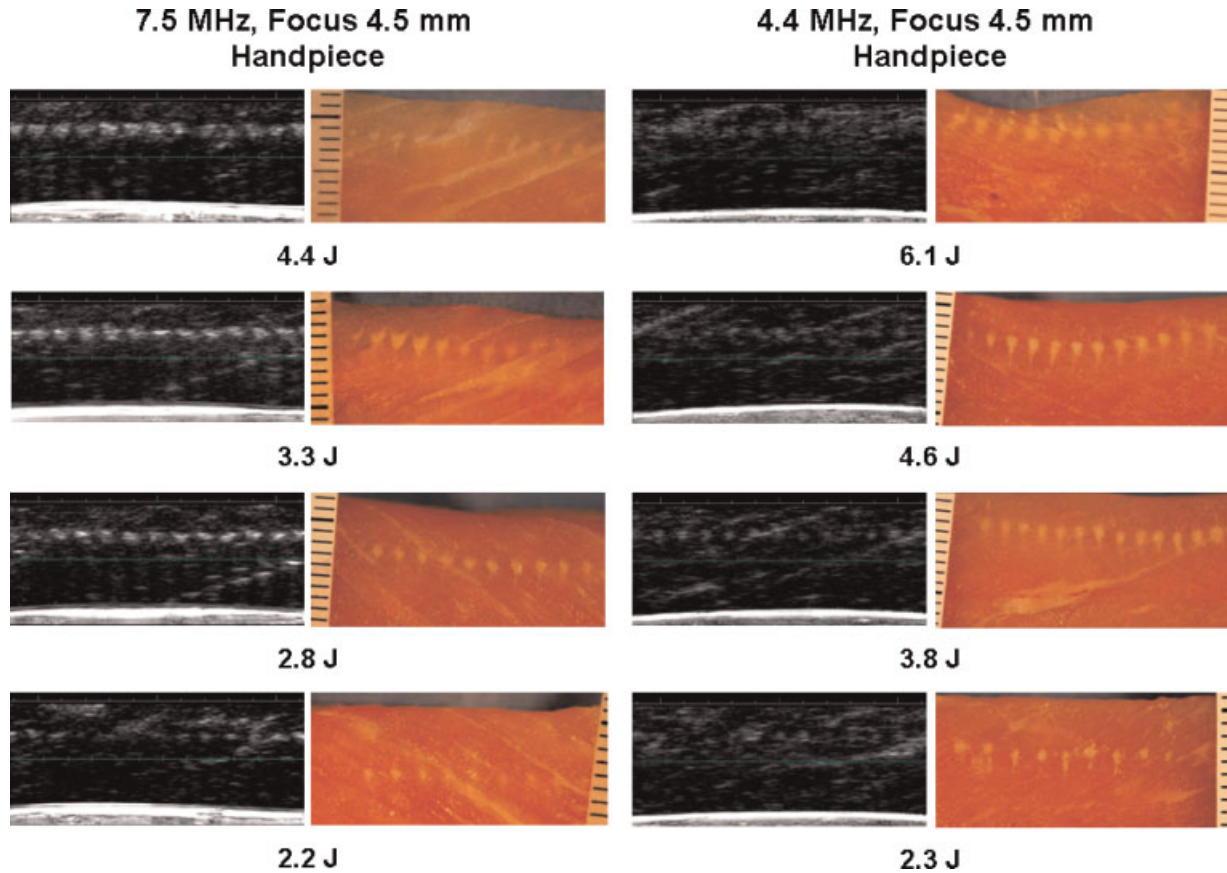 7.5 MHz, Focus 4.5 mm
Handpiece
4.4 MHz, Focus 4.5 mm
Handpiece
4.4 J
6.1 J
3.3 J
4.6 J
2.8 J
3.8 J
2.2 J
2.3 J